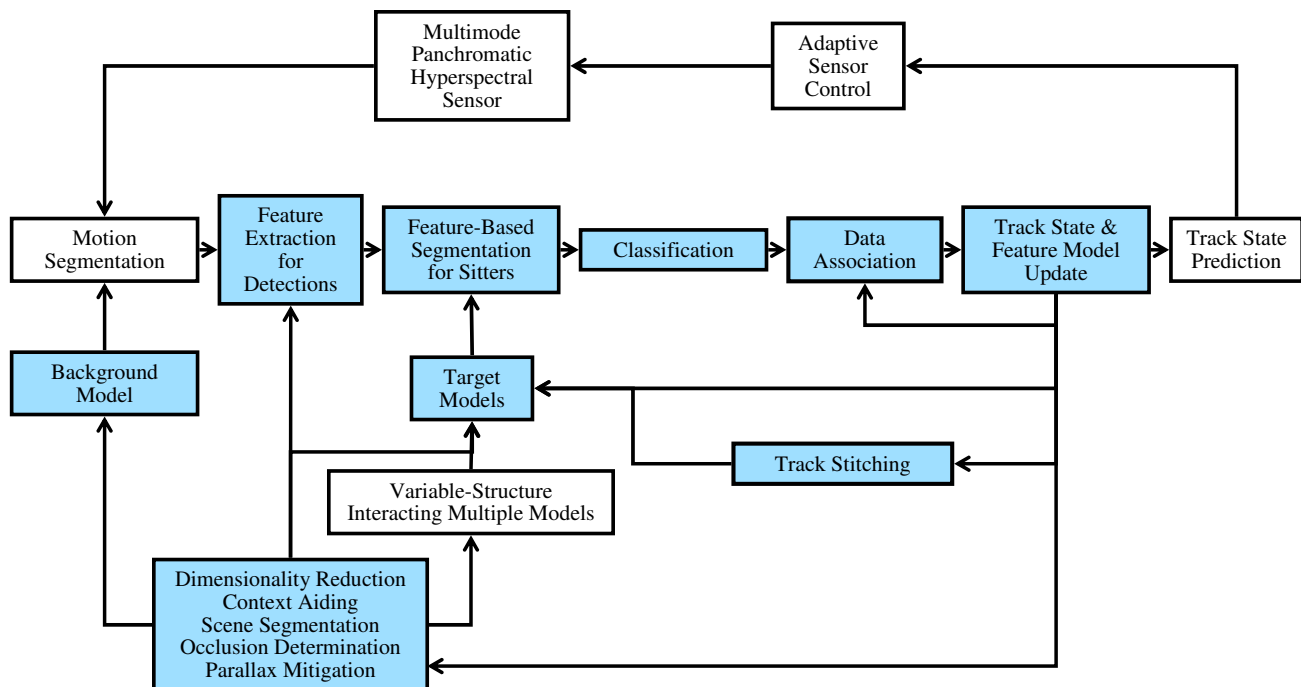 Multimode
Panchromatic
Hyperspectral
Sensor
Adaptive
Sensor
Control
Motion
Segmentation
Feature
Extraction
for
Detections
Feature-Based
Segmentation
for Sitters
Classification
Data
Association
Track State &
Feature Model
Update
Track State
Prediction
Background
Model
Target
Models
Track Stitching
Variable-Structure
Interacting Multiple Models
Dimensionality Reduction
Context Aiding
Scene Segmentation
Occlusion Determination
Parallax Mitigation